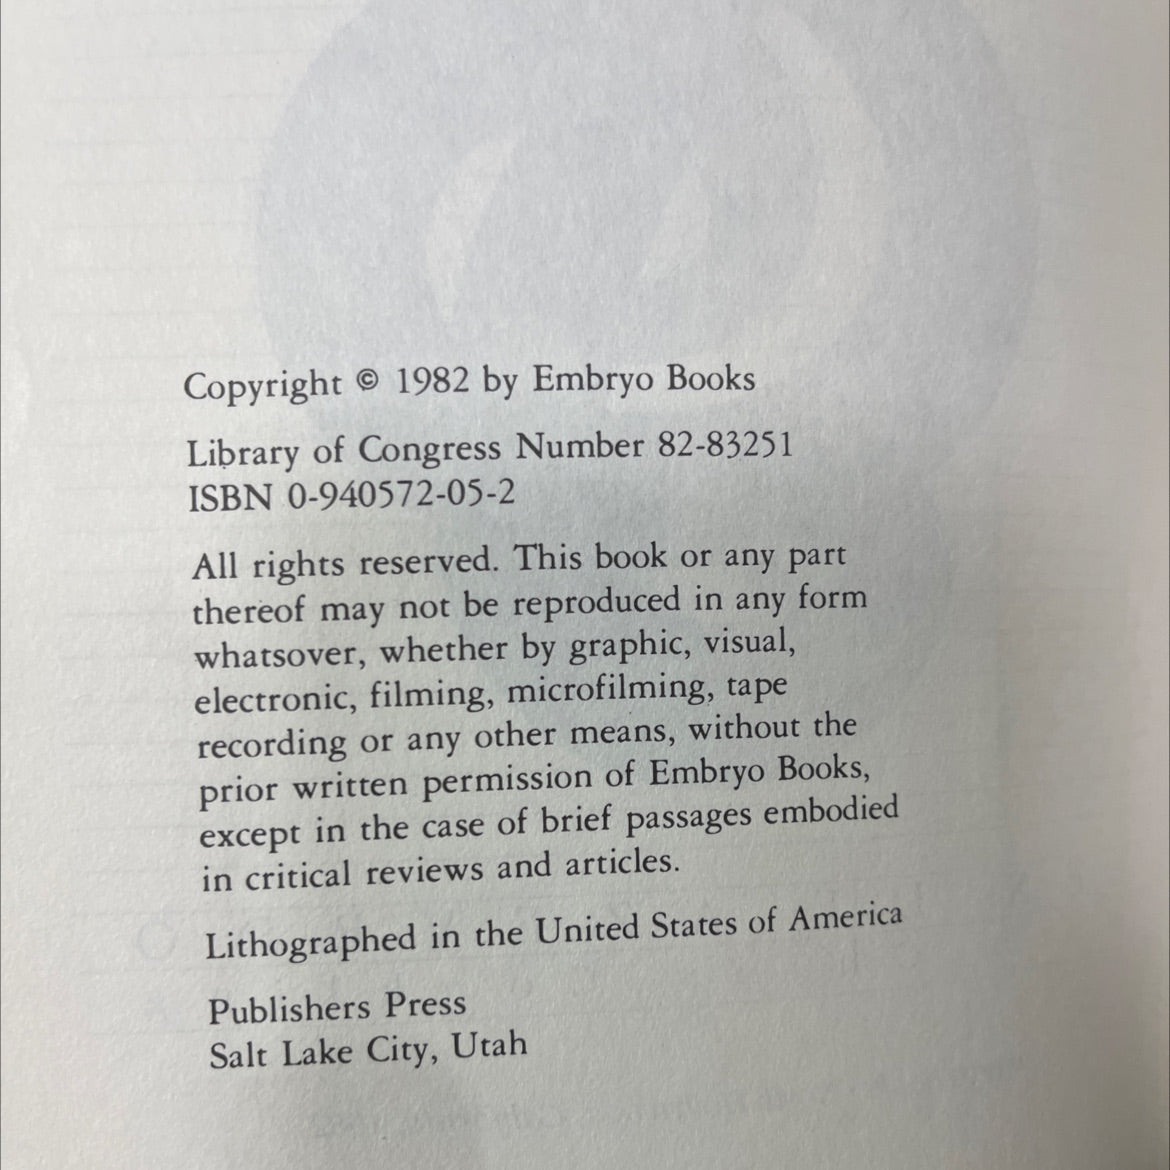 Copyright © 1982 by Embryo Books
Library of Congress Number 82-83251
ISBN 0-940572-05-2
All rights reserved. This book or any part
thereof may not be reproduced in any form
whatsover, whether by graphic, visual,
electronic, filming, microfilming, tape
recording or any other means, without the
prior written permission of Embryo Books,
except in the case of brief passages embodied
in critical reviews and articles.
Lithographed in the United States of America
Publishers Press
Salt Lake City, Utah